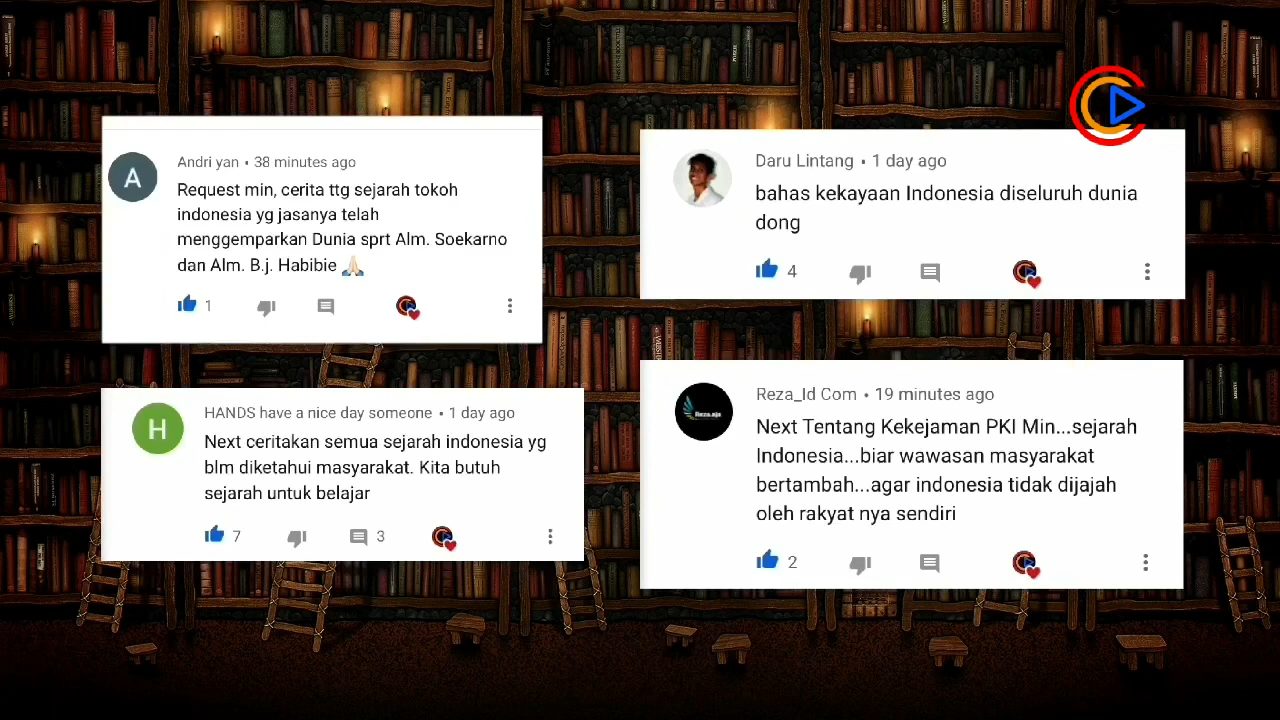 Andri yan • 38 minutes ago
Request min, cerita ttg sejarah tokoh
indonesia yg jasanya telah
menggemparkan Dunia sprt Alm. Soekarno
dan Alm. B.j. Habibie 🙏🏻
1
A
HANDS have a nice day someone • 1 day ago
Next ceritakan semua sejarah indonesia yg
blm diketahui masyarakat. Kita butuh
sejarah untuk belajar
7 3
H
Daru Lintang • 1 day ago
bahas kekayaan Indonesia diseluruh dunia
dong
4
Reza_Id Com • 19 minutes ago
Next Tentang Kekejaman PKI Min...sejarah
Indonesia...biar wawasan masyarakat
bertambah...agar indonesia tidak dijajah
oleh rakyat nya sendiri
2